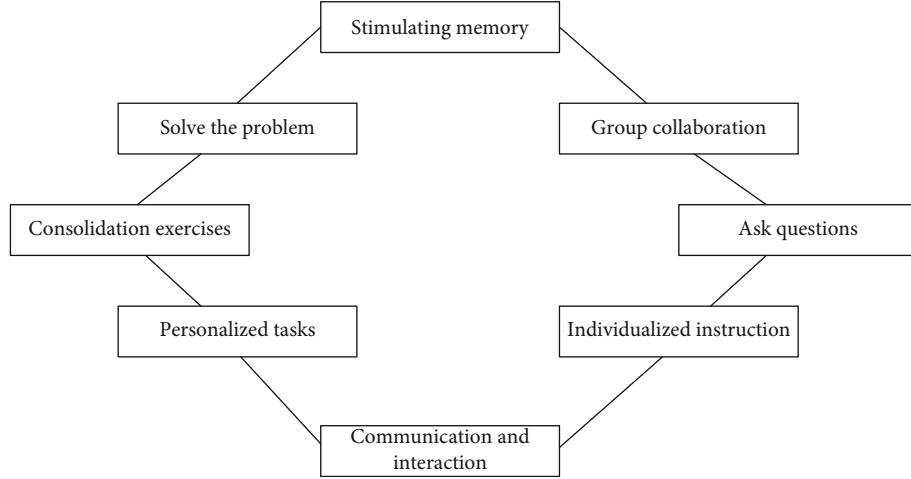 Stimulating memory
Solve the problem
Group collaboration
Consolidation exercises
Ask questions
Personalized tasks
Individualized instruction
Communication and
interaction